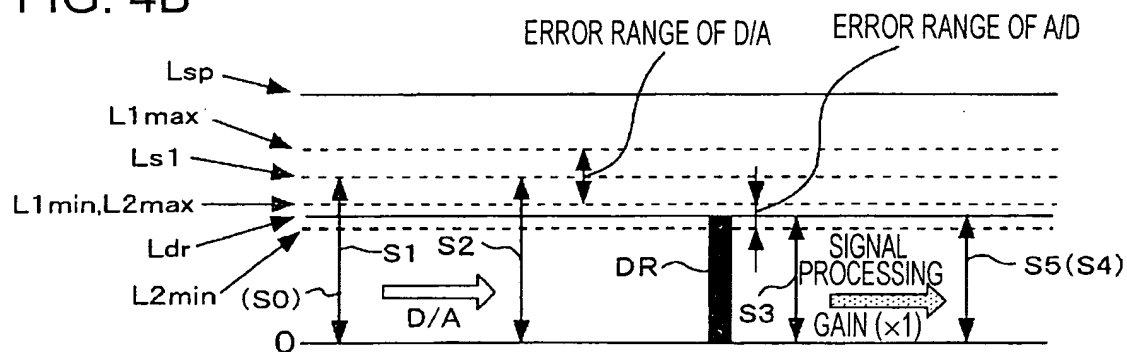 FIG. 4B
ERROR RANGE OF D/A
ERROR RANGE OF A/D
Lsp
L1max
Ls1
L1min,L2max
Ldr
L2min
(S0)
S1
D/A
S2
DR
S3
SIGNAL
PROCESSING
GAIN (×1)
S5(S4)
0